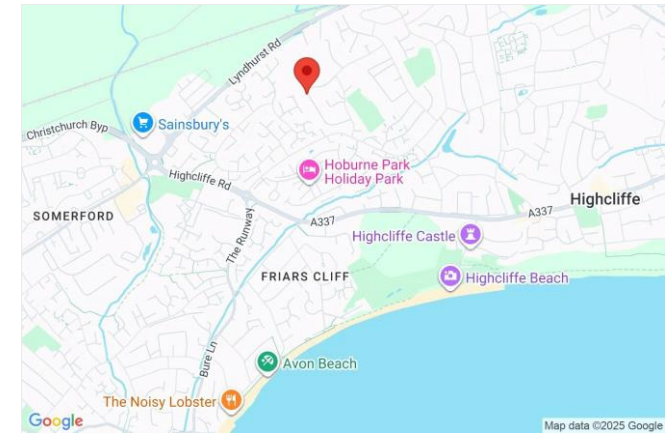 Lyndhurst Rd
Sainsbury's
Christchurch Byp
Hoburne Park
Holiday Park
Highcliffe Rd
Highcliffe
SOMERFORD
A337
A337
The Runway
Highcliffe Castle
FRIARS CLIFF
Highcliffe Beach
Bure Ln
Avon Beach
The Noisy Lobster
Google
Map data ©2025 Google